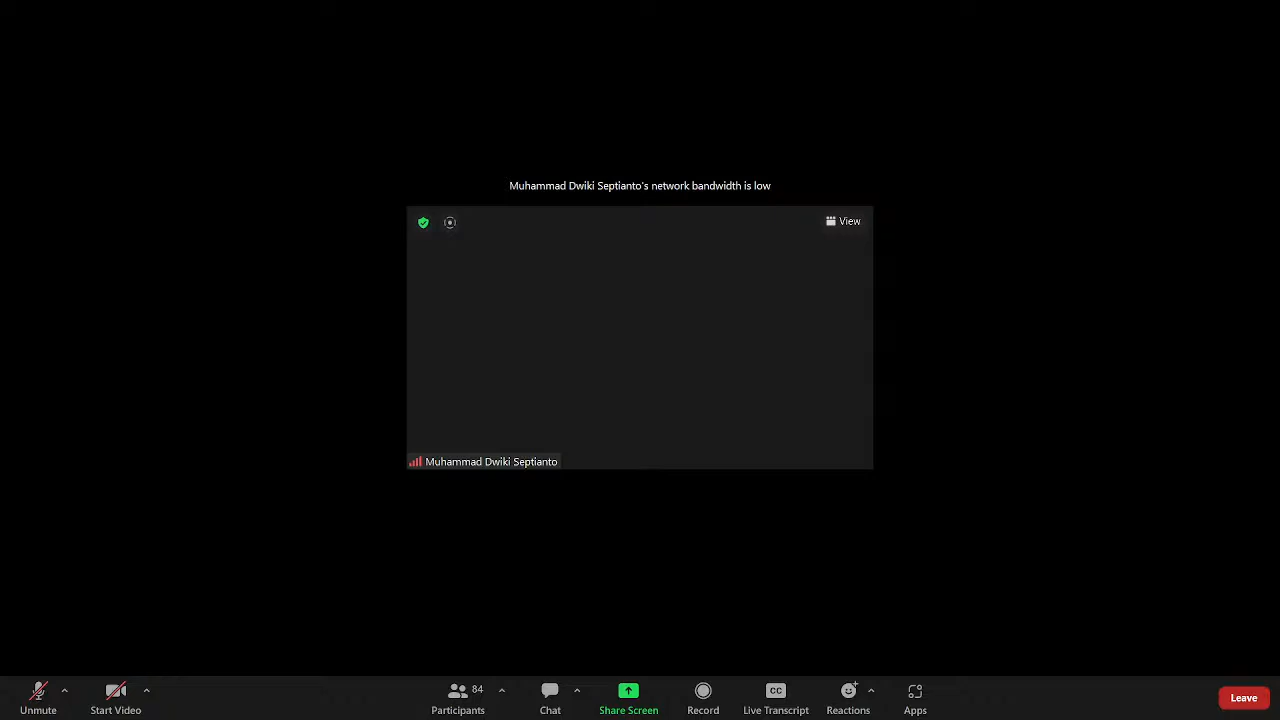 Muhammad Dwiki Septianto's network bandwidth is low
View
Muhammad Dwiki Septianto
84
CC
Unmute
Start Video
Participants
Chat
Share Screen
Record
Live Transcript
Reactions
Apps
Leave